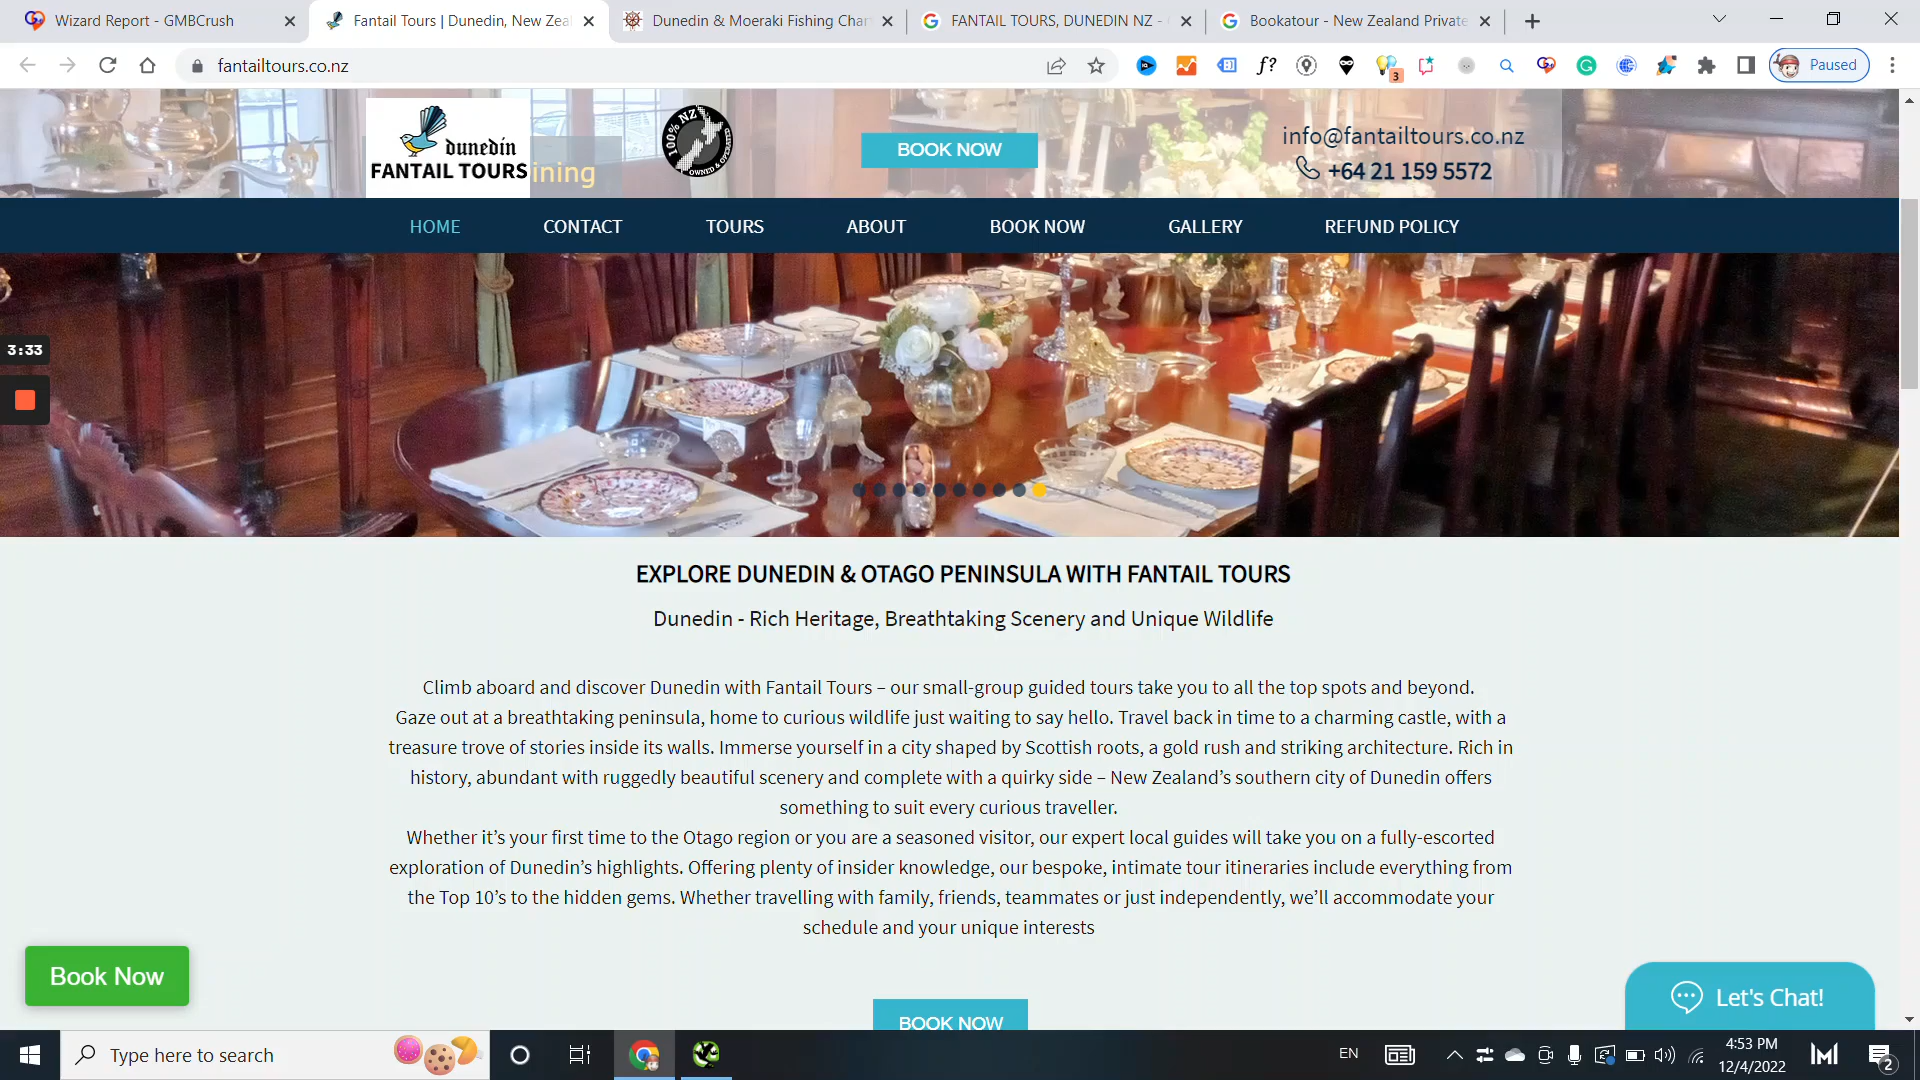 Wizard Report - GMBCrush
Fantail Tours | Dunedin, New Zeal
Dunedin & Moeraki Fishing Char
FANTAIL TOURS, DUNEDIN NZ -
Bookatour - New Zealand Private
fantailtours.co.nz
3
Paused
dunedin
FANTAIL TOURS
ining
100% NZ
OWNED & OPERATED
BOOK NOW
info@fantailtours.co.nz
+64 21 159 5572
HOME
CONTACT
TOURS
ABOUT
BOOK NOW
GALLERY
REFUND POLICY
3:33
EXPLORE DUNEDIN & OTAGO PENINSULA WITH FANTAIL TOURS
Dunedin - Rich Heritage, Breathtaking Scenery and Unique Wildlife
Climb aboard and discover Dunedin with Fantail Tours – our small-group guided tours take you to all the top spots and beyond.
Gaze out at a breathtaking peninsula, home to curious wildlife just waiting to say hello. Travel back in time to a charming castle, with a
treasure trove of stories inside its walls. Immerse yourself in a city shaped by Scottish roots, a gold rush and striking architecture. Rich in
history, abundant with ruggedly beautiful scenery and complete with a quirky side – New Zealand’s southern city of Dunedin offers
something to suit every curious traveller.
Whether it’s your first time to the Otago region or you are a seasoned visitor, our expert local guides will take you on a fully-escorted
exploration of Dunedin’s highlights. Offering plenty of insider knowledge, our bespoke, intimate tour itineraries include everything from
the Top 10’s to the hidden gems. Whether travelling with family, friends, teammates or just independently, we’ll accommodate your
schedule and your unique interests
Book Now
BOOK NOW
Let's Chat!
Type here to search
EN
4:53 PM
12/4/2022
2